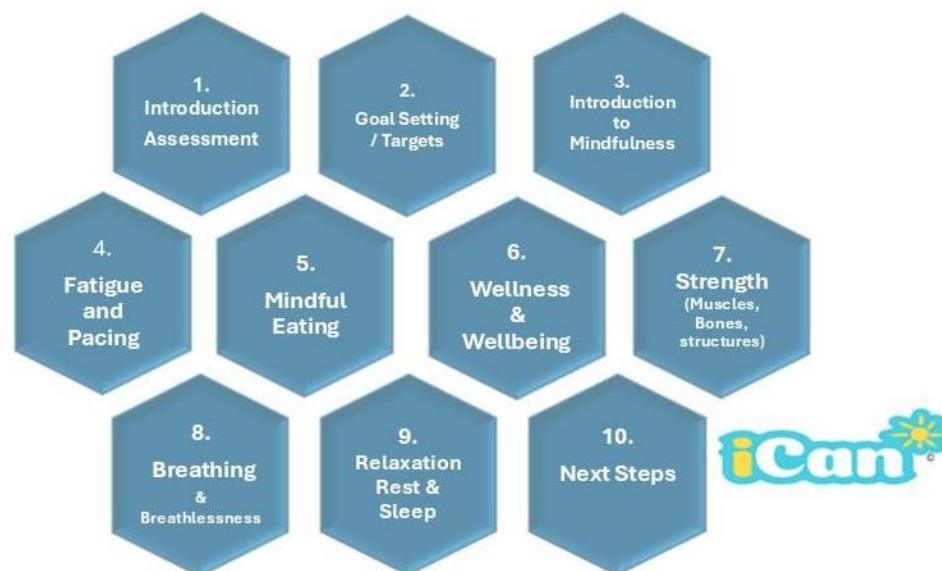 1.
Introduction
Assessment
2.
Goal Setting
/ Targets
3.
Introduction
to
Mindfulness
4.
Fatigue
and
Pacing
5.
Mindful
Eating
6.
Wellness
&
Wellbeing
7.
Strength
(Muscles,
Bones,
structures)
8.
Breathing
&
Breathlessness
9.
Relaxation
Rest &
Sleep
10.
Next Steps
iCan
©